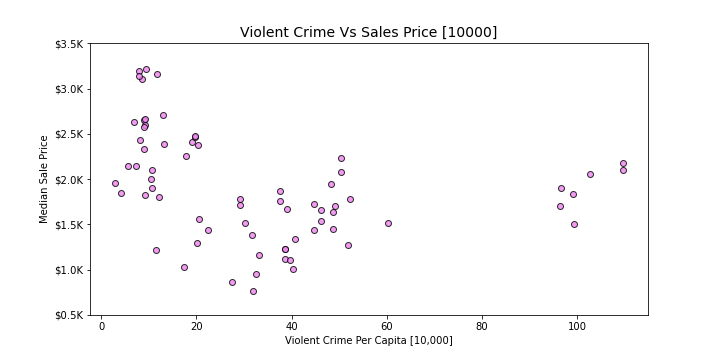 Violent Crime Vs Sales Price [10000]
$3.5K
$3.0K
$2.5K
$2.0K
$1.5K
$1.0K
$0.5K
Median Sale Price
0 20 40 60 80 100
Violent Crime Per Capita [10,000]